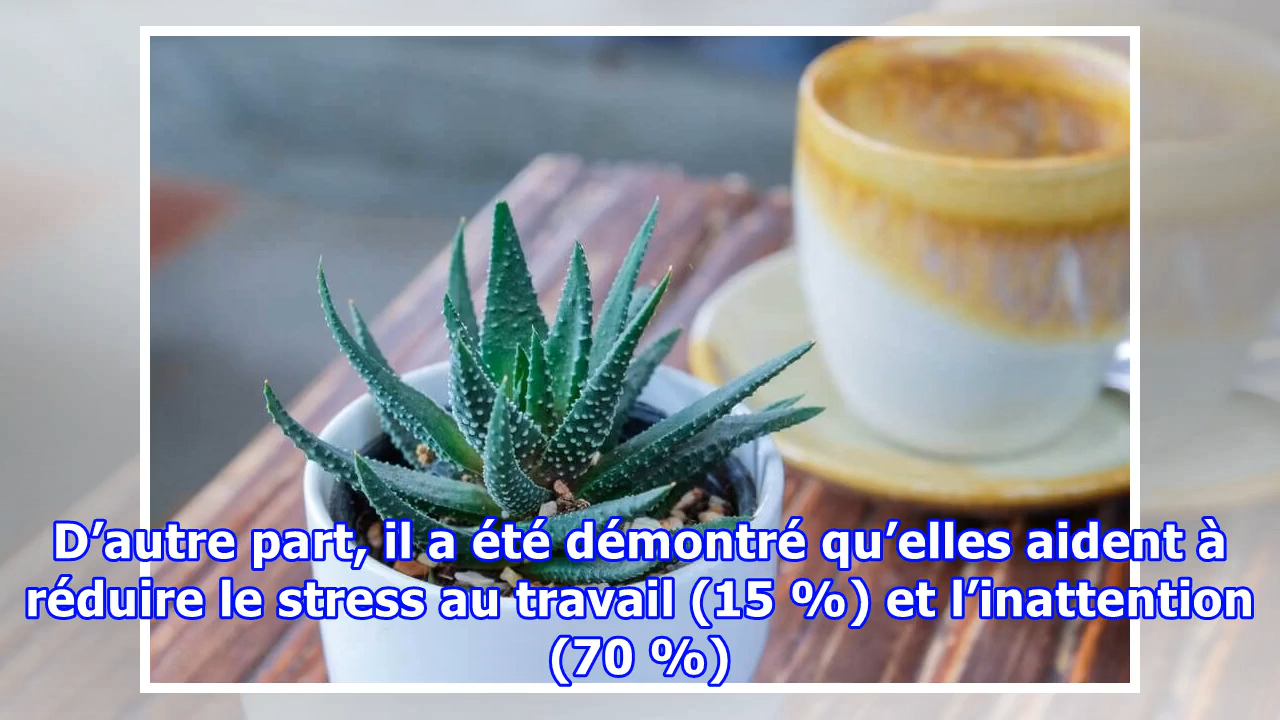 D’autre part, il a été démontré qu’elles aident à
réduire le stress au travail (15 %) et l’inattention
(70 %)